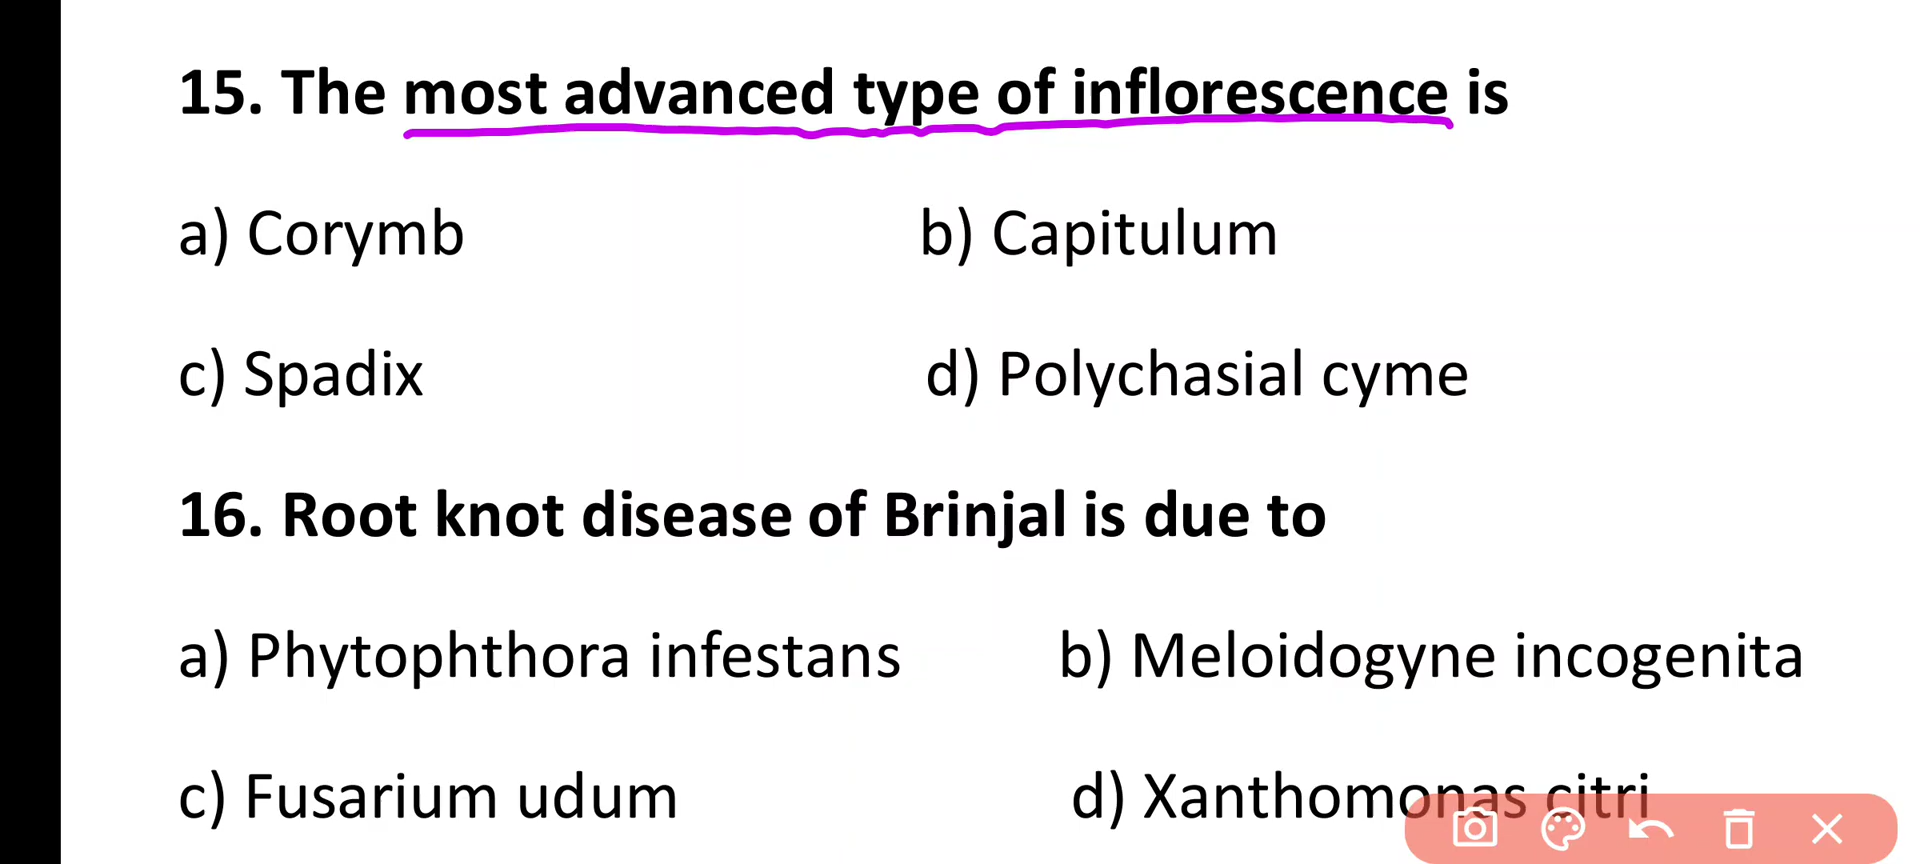 15. The most advanced type of inflorescence is
a) Corymb b) Capitulum
c) Spadix d) Polychasial cyme
16. Root knot disease of Brinjal is due to
a) Phytophthora infestans b) Meloidogyne incogenita
c) Fusarium udum d) Xanthomonas citri